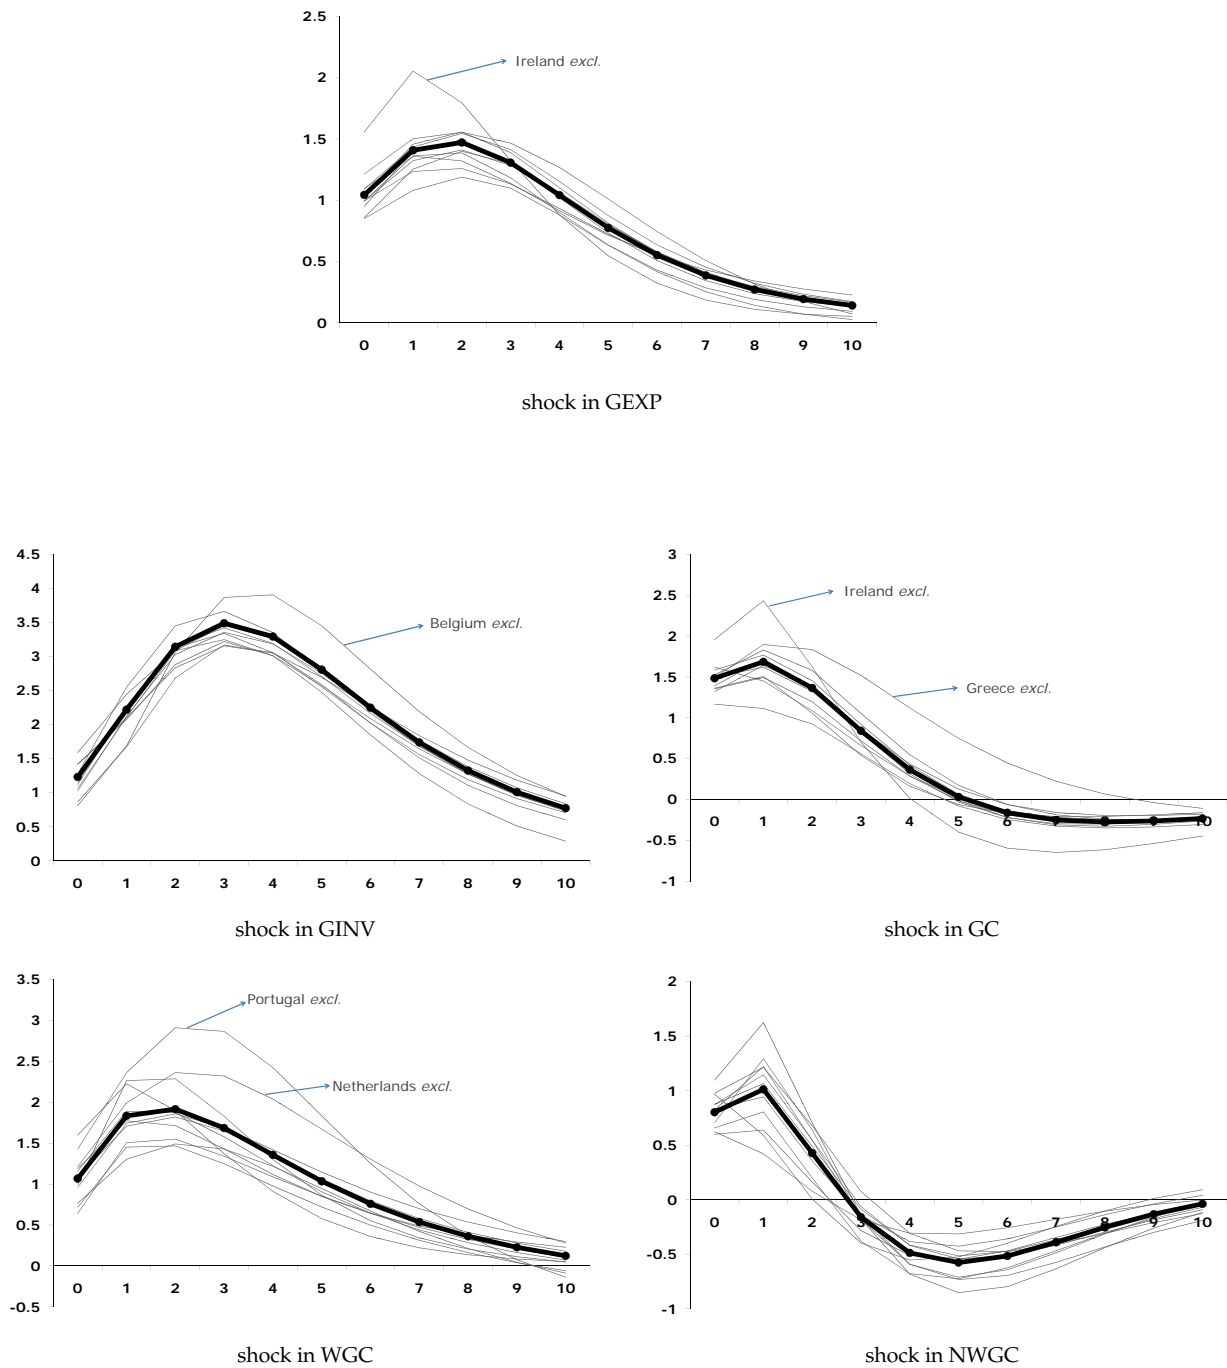 2.5
2
1.5
1
0.5
0
Ireland excl.
0 1 2 3 4 5 6 7 8 9 10
shock in GEXP
4.5
4
3.5
3
2.5
2
1.5
1
0.5
0
Belgium excl.
0 1 2 3 4 5 6 7 8 9 10
shock in GINV
3
2.5
2
1.5
1
0.5
0
-0.5
-1
Ireland excl.
Greece excl.
0 1 2 3 4 5 6 7 8 9 10
shock in GC
3.5
3
2.5
2
1.5
1
0.5
0
-0.5
Portugal excl.
Netherlands excl.
0 1 2 3 4 5 6 7 8 9 10
shock in WGC
2
1.5
1
0.5
0
-0.5
-1
0 1 2 3 4 5 6 7 8 9 10
shock in NWGC